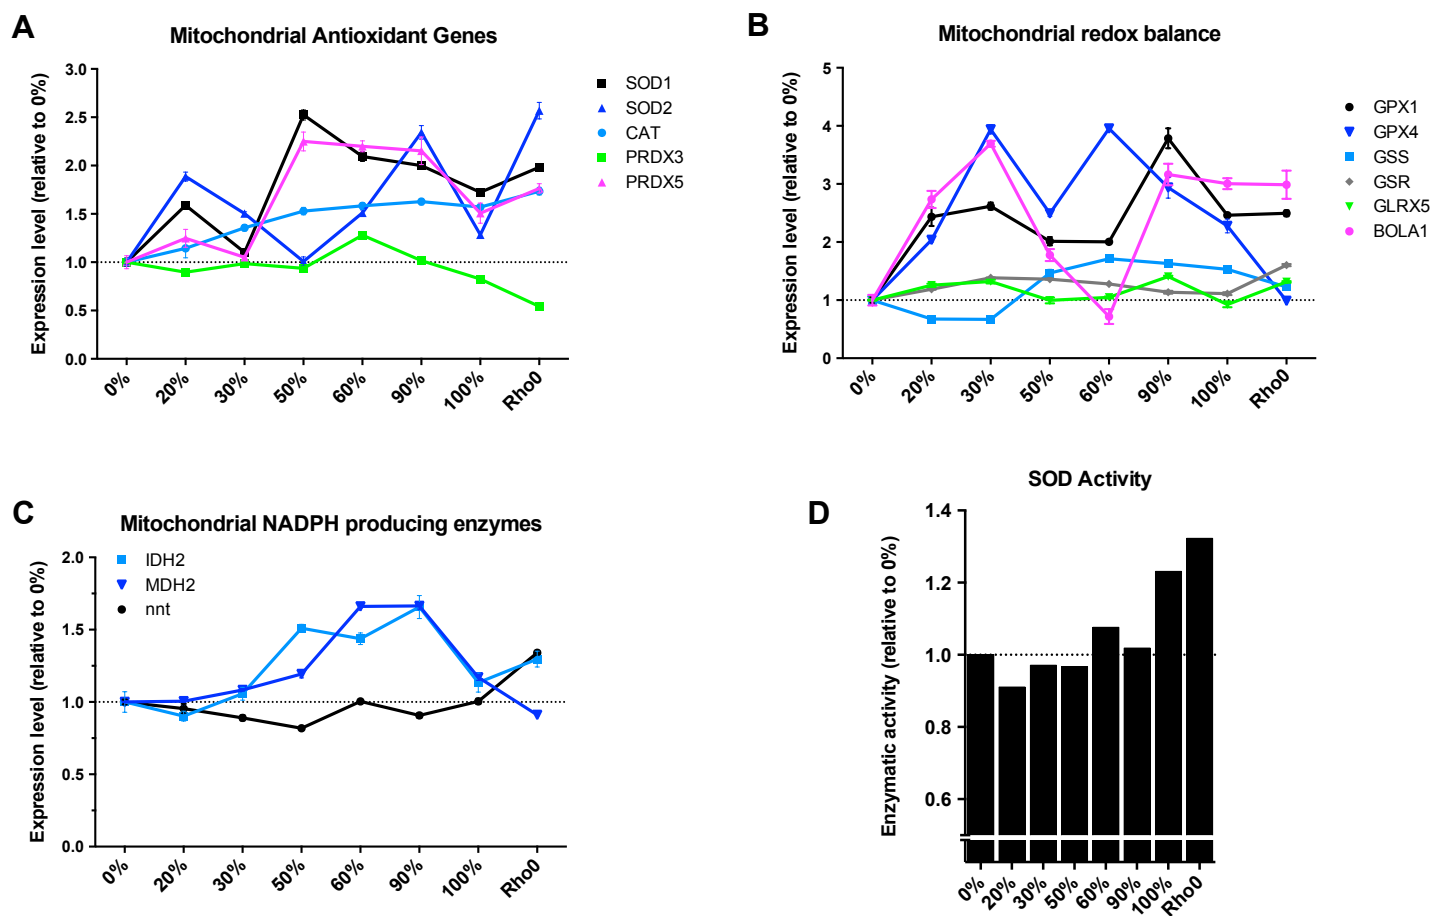 A
Mitochondrial Antioxidant Genes
Expression level (relative to 0%)
3.0
2.5
2.0
1.5
1.0
0.5
0.0
0%
20%
30%
50%
60%
90%
100%
Rho0
SOD1
SOD2
CAT
PRDX3
PRDX5
B
Mitochondrial redox balance
Expression level (relative to 0%)
5
4
3
2
1
0
0%
20%
30%
50%
60%
90%
100%
Rho0
GPX1
GPX4
GSS
GSR
GLRX5
BOLA1
C
Mitochondrial NADPH producing enzymes
IDH2
MDH2
nnt
Expression level (relative to 0%)
2.0
1.5
1.0
0.5
0.0
0%
20%
30%
50%
60%
90%
100%
Rho0
D
SOD Activity
Enzymatic activity (relative to 0%)
1.4
1.2
1.0
0.8
0.6
0%
20%
30%
50%
60%
90%
100%
Rho0